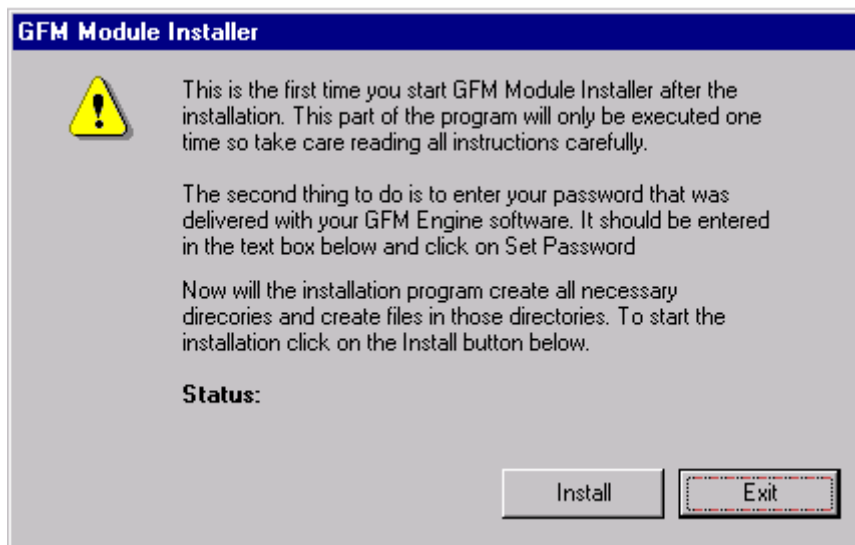 GFM Module Installer
This is the first time you start GFM Module Installer after the
installation. This part of the program will only be executed one
time so take care reading all instructions carefully.
The second thing to do is to enter your password that was
delivered with your GFM Engine software. It should be entered
in the text box below and click on Set Password
Now will the installation program create all necessary
direcories and create files in those directories. To start the
installation click on the Install button below.
Status:
Install
Exit